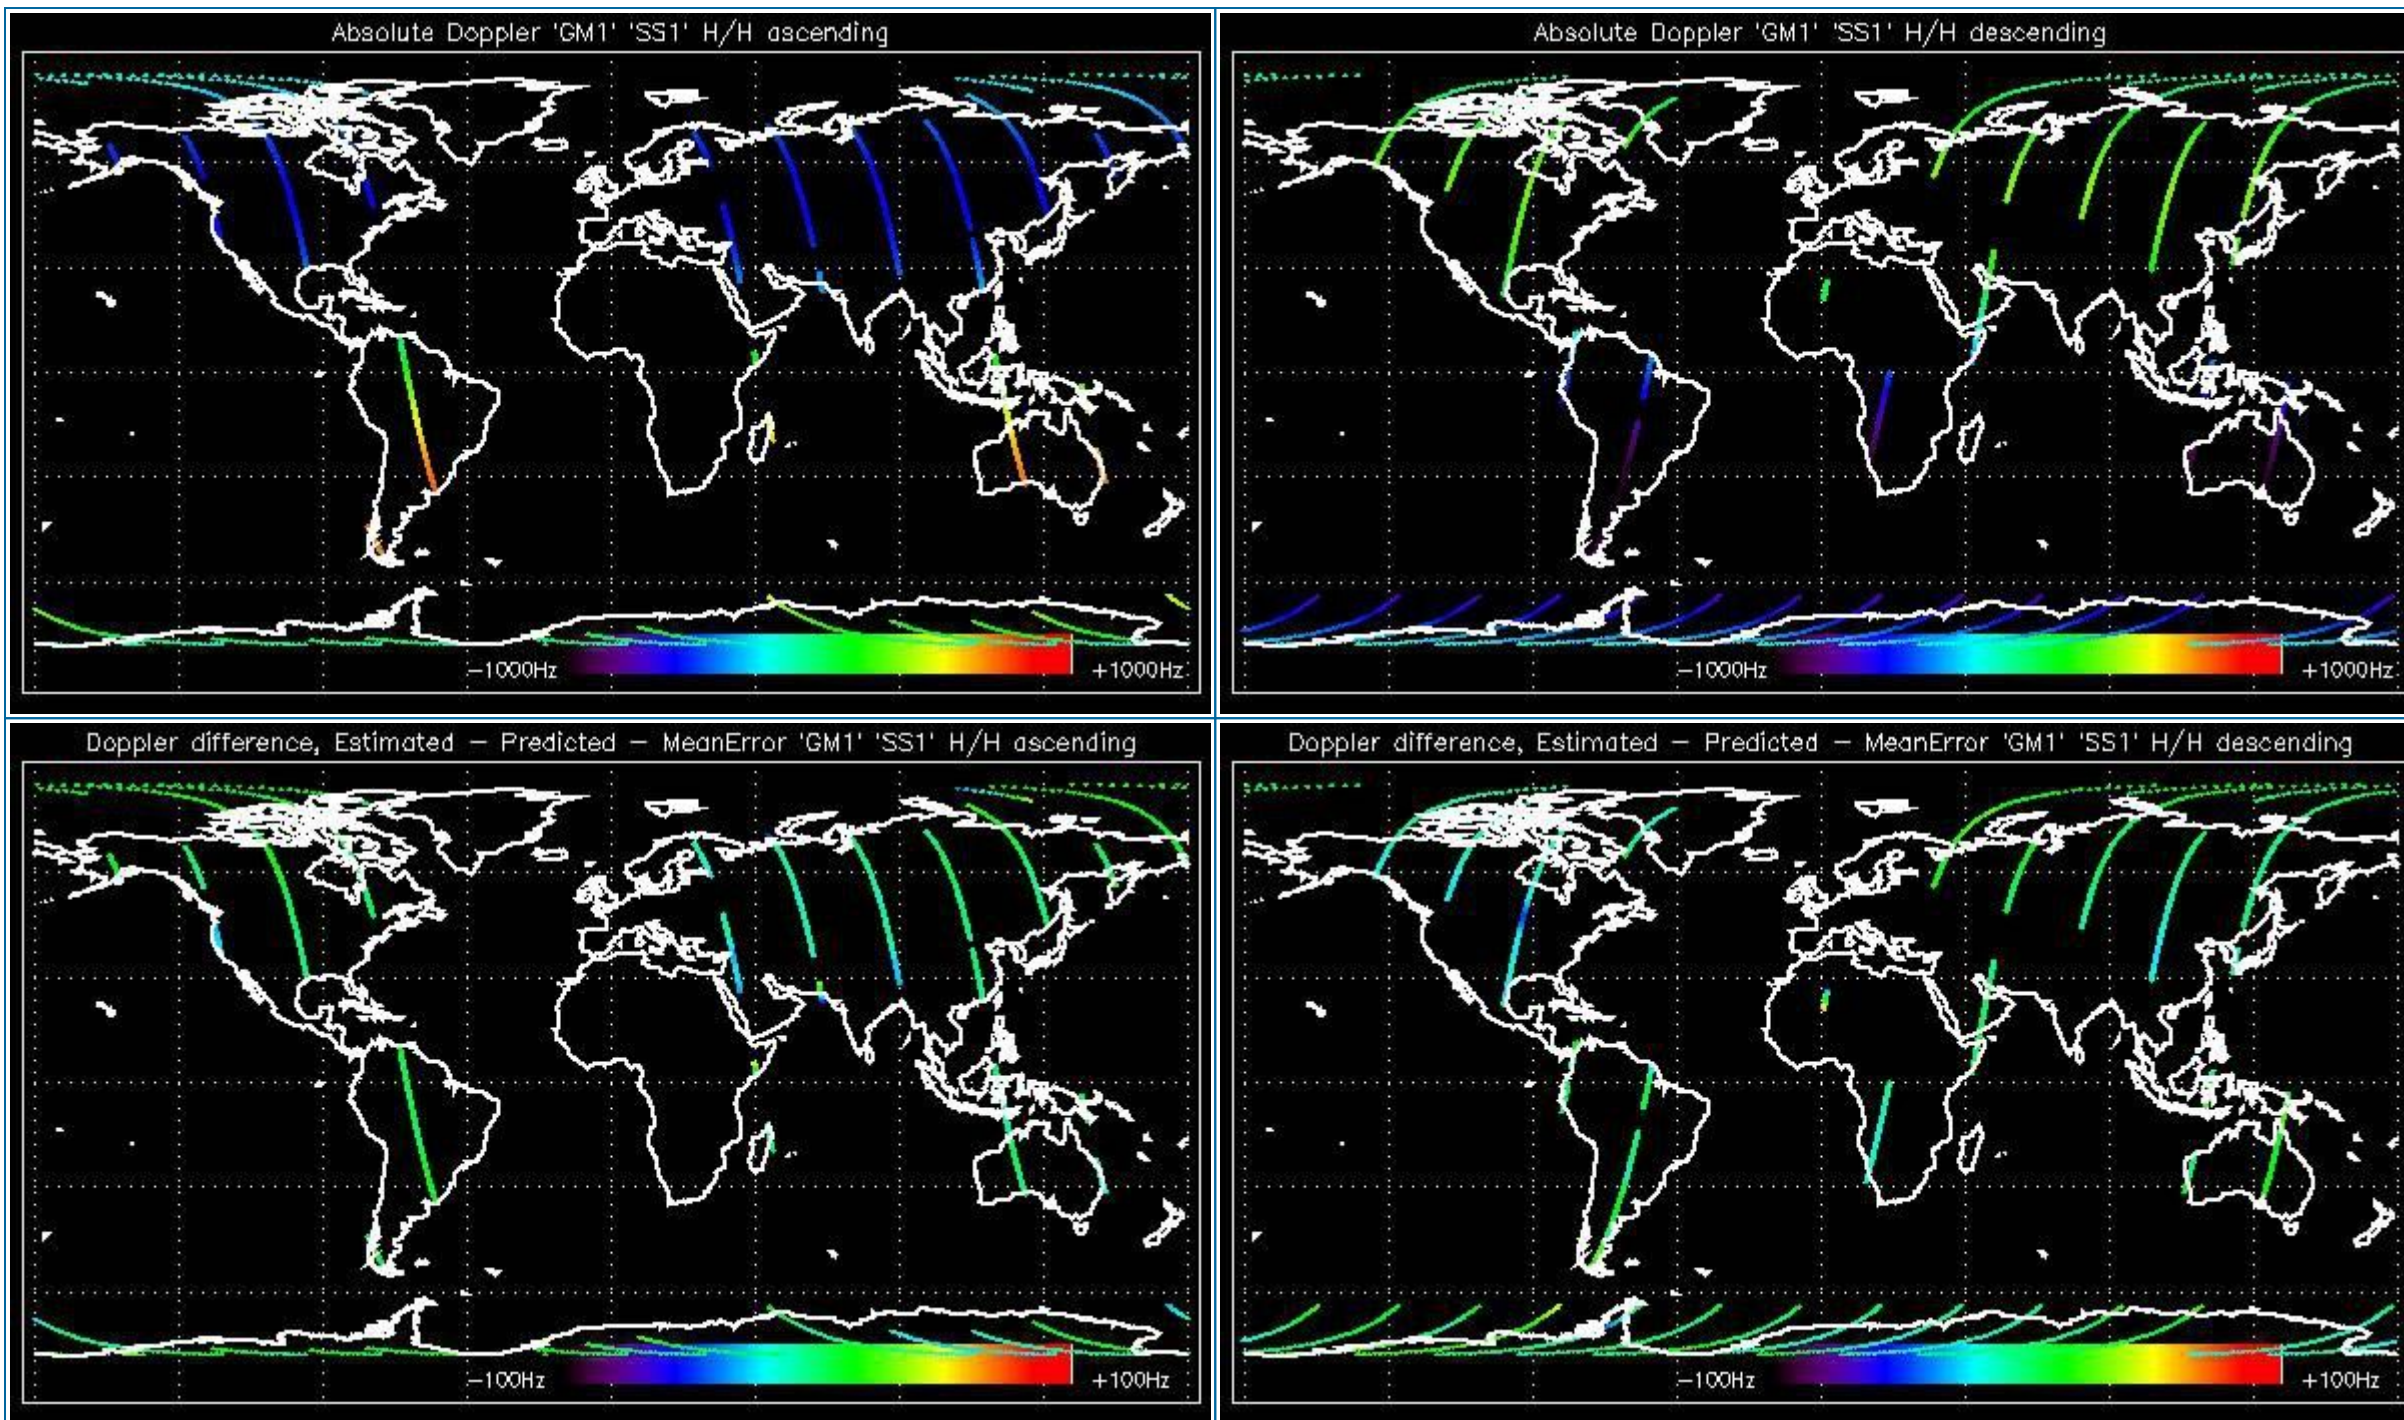 Absolute Doppler 'GM1' 'SS1' H/H ascending
-1000Hz
+1000Hz
Absolute Doppler 'GM1' 'SS1' H/H descending
-1000Hz
+1000Hz
Doppler difference, Estimated - Predicted - MeanError 'GM1' 'SS1' H/H ascending
-100Hz
+100Hz
Doppler difference, Estimated - Predicted - MeanError 'GM1' 'SS1' H/H descending
-100Hz
+100Hz